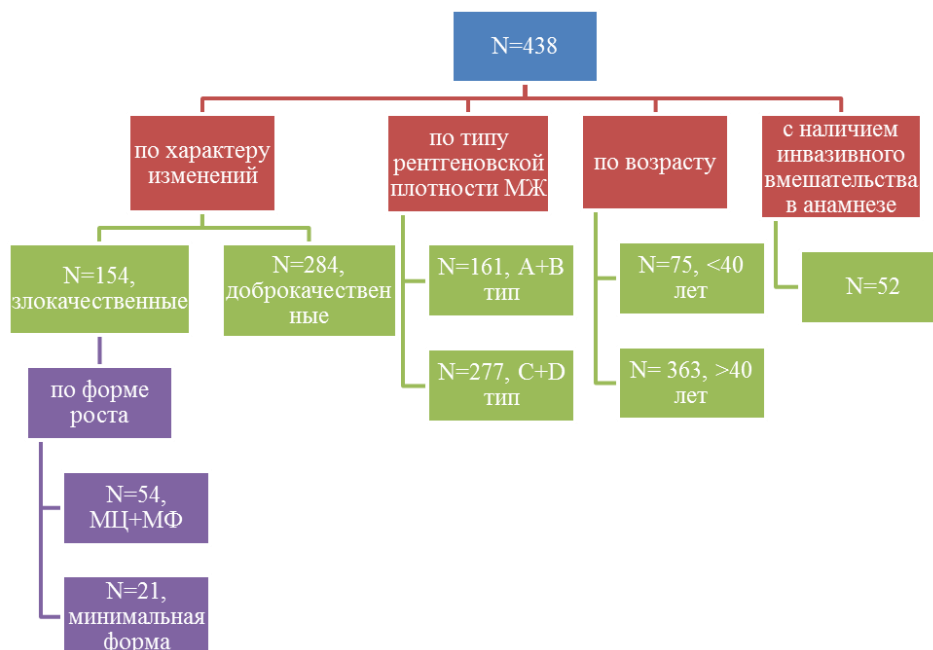 N=438
по характеру
изменений
по типу
рентгеновской
плотности МЖ
по возрасту
с наличием
инвазивного
вмешательства
в анамнезе
N=154,
злокачественные
N=284,
доброкачествен
ные
N=161, А+В
тип
N=75, <40
лет
N=52
по форме
роста
N=277, C+D
тип
N= 363, >40
лет
N=54,
МЦ+МФ
N=21,
минимальная
форма